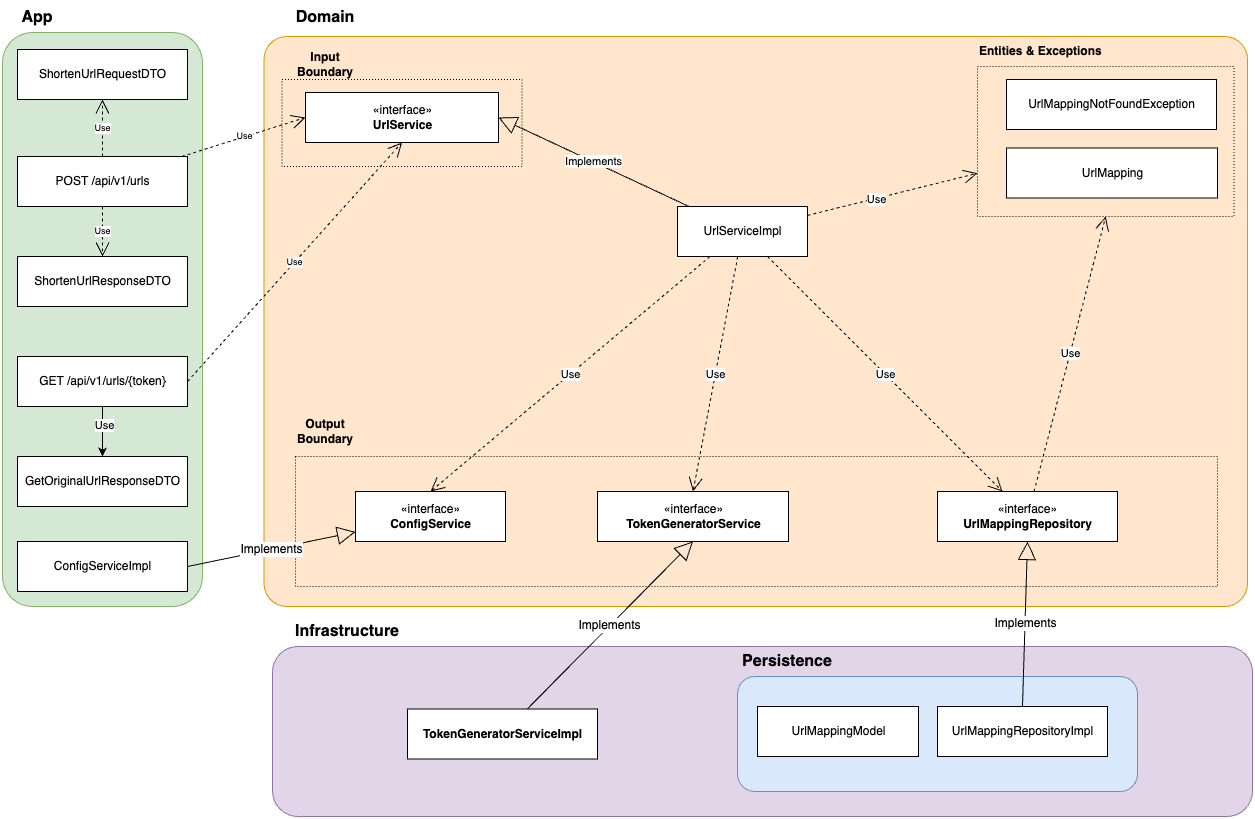 App
ShortenUrlRequestDTO
Use
POST /api/v1/urls
Use
ShortenUrlResponseDTO
GET /api/v1/urls/{token}
Use
GetOriginalUrlResponseDTO
ConfigServiceImpl
Use
Use
Implements
Domain
Input
Boundary
«interface»
UrlService
Implements
UrlServiceImpl
Use
Entities & Exceptions
UrlMappingNotFoundException
UrlMapping
Use
Use
Use
Use
Output
Boundary
«interface»
ConfigService
«interface»
TokenGeneratorService
«interface»
UrlMappingRepository
Implements
Implements
Infrastructure
TokenGeneratorServiceImpl
Persistence
UrlMappingModel
UrlMappingRepositoryImpl